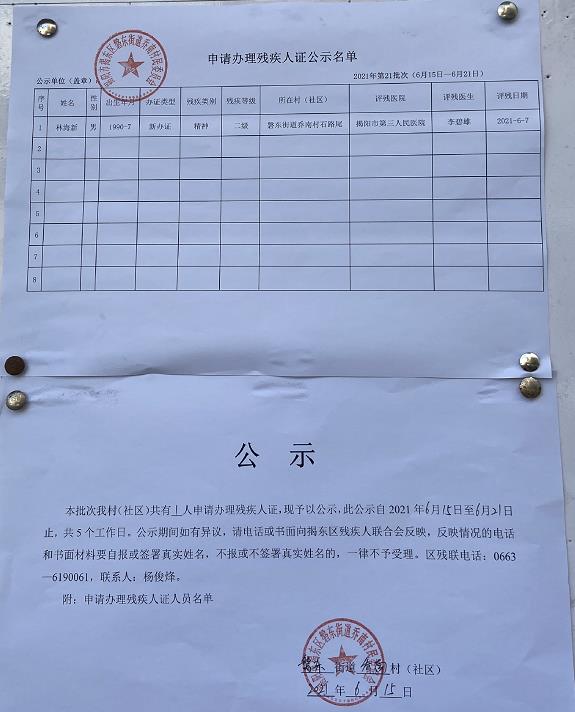 申请办理残疾人证公示名单
公示单位（盖章）： 2021年第21批次（6月15日—6月21日）
序号 姓名 性别 出生年月 办证类型 残疾类别 残疾等级 所在村（社区） 评残医院 评残医生 评残日期
1 林海新 男 1990-7 新办证 精神 二级 磐东街道乔南村石路尾 揭阳市第三人民医院 李碧雄 2021-6-7
2
3
4
5
6
7
8
公 示
本批次我村（社区）共有1人申请办理残疾人证，现予以公示，此公示自2021年6月15日至6月21日
止，共5个工作日。公示期间如有异议，请电话或书面向揭东区残疾人联合会反映，反映情况的电话
和书面材料要自报或签署真实姓名，不报或不签署真实姓名的，一律不予受理。区残联电话：0663
—6190061，联系人：杨俊烽。
附：申请办理残疾人证人员名单
磐东街道乔南村（社区）
2021年6月15日